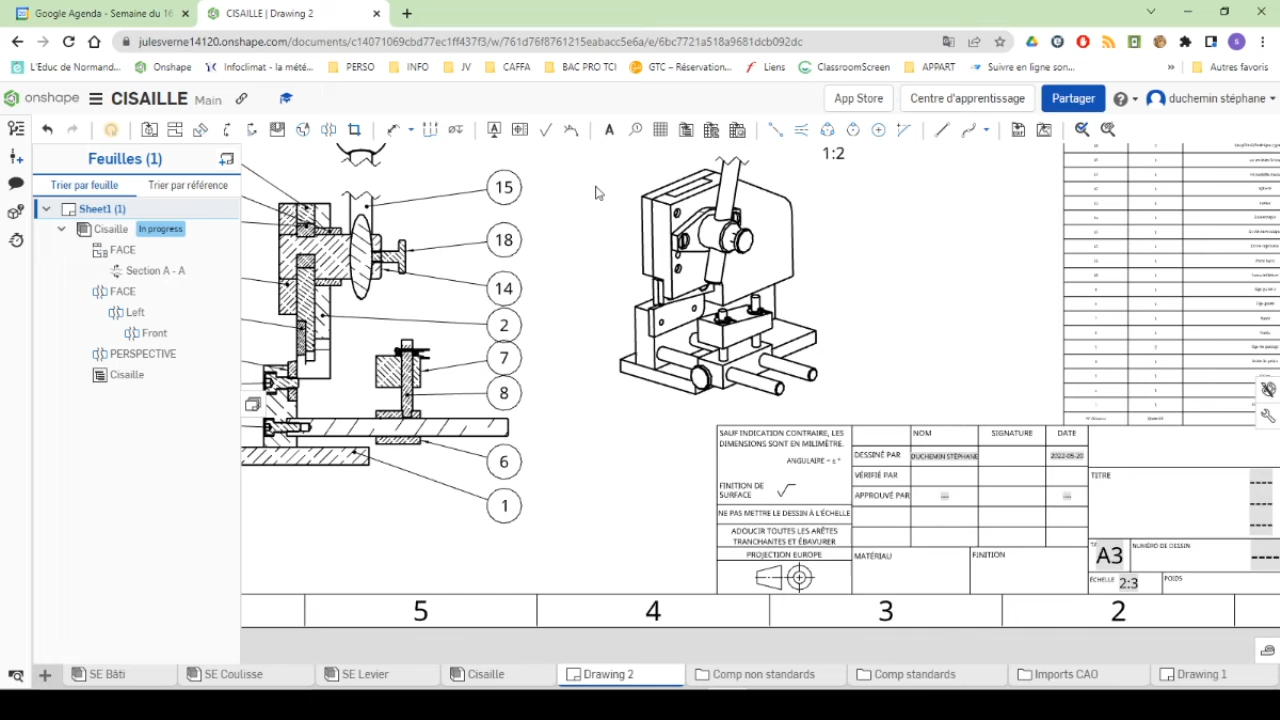 Google Agenda - Semaine du 16
CISAILLE | Drawing 2
julesverne14120.onshape.com/documents/c14071069cbd77ec1ff437f3/w/761d76f8761215eabacc5e6a/e/6bc7721a518a9681dcb092dc
L'Educ de Normand...
Onshape
Infoclimat - la mété...
PERSO
INFO
JV
CAFFA
BAC PRO TCI
GTC – Réservation...
Liens
ClassroomScreen
APPART
Suivre en ligne son...
»
Autres favoris
onshape
CISAILLE
Main
App Store
Centre d'apprentissage
Partager
duchemin stéphane
Feuilles (1)
Trier par feuille
Trier par référence
Sheet1 (1)
Cisaille
In progress
FACE
Section A - A
FACE
Left
Front
PERSPECTIVE
Cisaille
15
18
14
2
7
8
6
1
1:2
SAUF INDICATION CONTRAIRE, LES
DIMENSIONS SONT EN MILIMÈTRE.
ANGULAIRE = ± °
FINITION DE
SURFACE
NE PAS METTRE LE DESSIN À L'ÉCHELLE
ADOUCIR TOUTES LES ARÊTES
TRANCHANTES ET ÉBAVURER
PROJECTION EUROPE
NOM
SIGNATURE
DATE
DESSINÉ PAR
DUCHEMIN STÉPHANE
2022-05-20
VÉRIFIÉ PAR
APPROUVÉ PAR
---
---
MATÉRIAU
FINITION
TITRE
----
----
----
A3
NUMÉRO DE DESSIN
----
ÉCHELLE
2:3
POIDS
5
4
3
2
SE Bâti
SE Coulisse
SE Levier
Cisaille
Drawing 2
Comp non standards
Comp standards
Imports CAO
Drawing 1